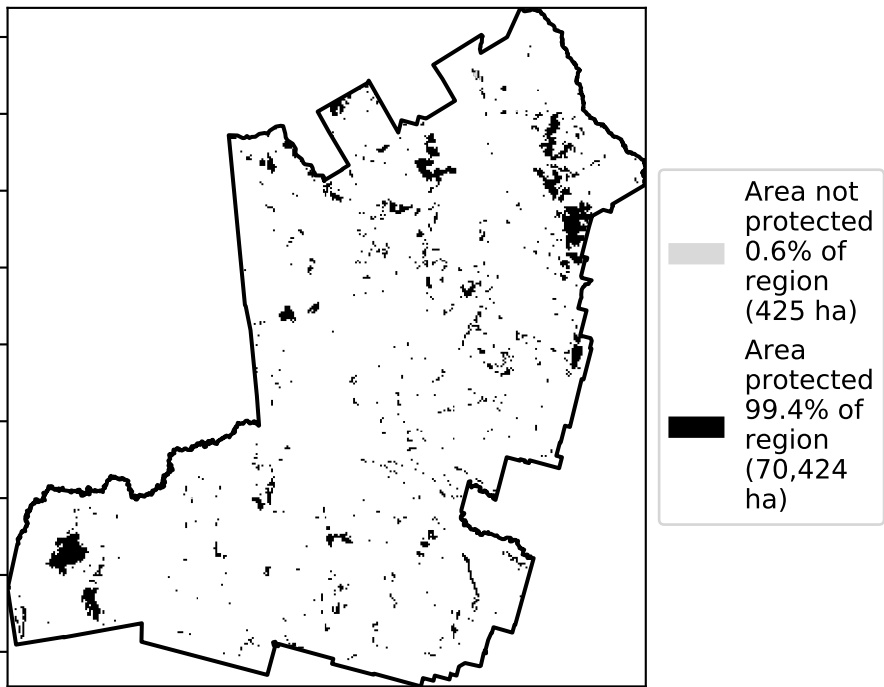 Area not
protected
0.6% of
region
(425 ha)
Area
protected
99.4% of
region
(70,424
ha)